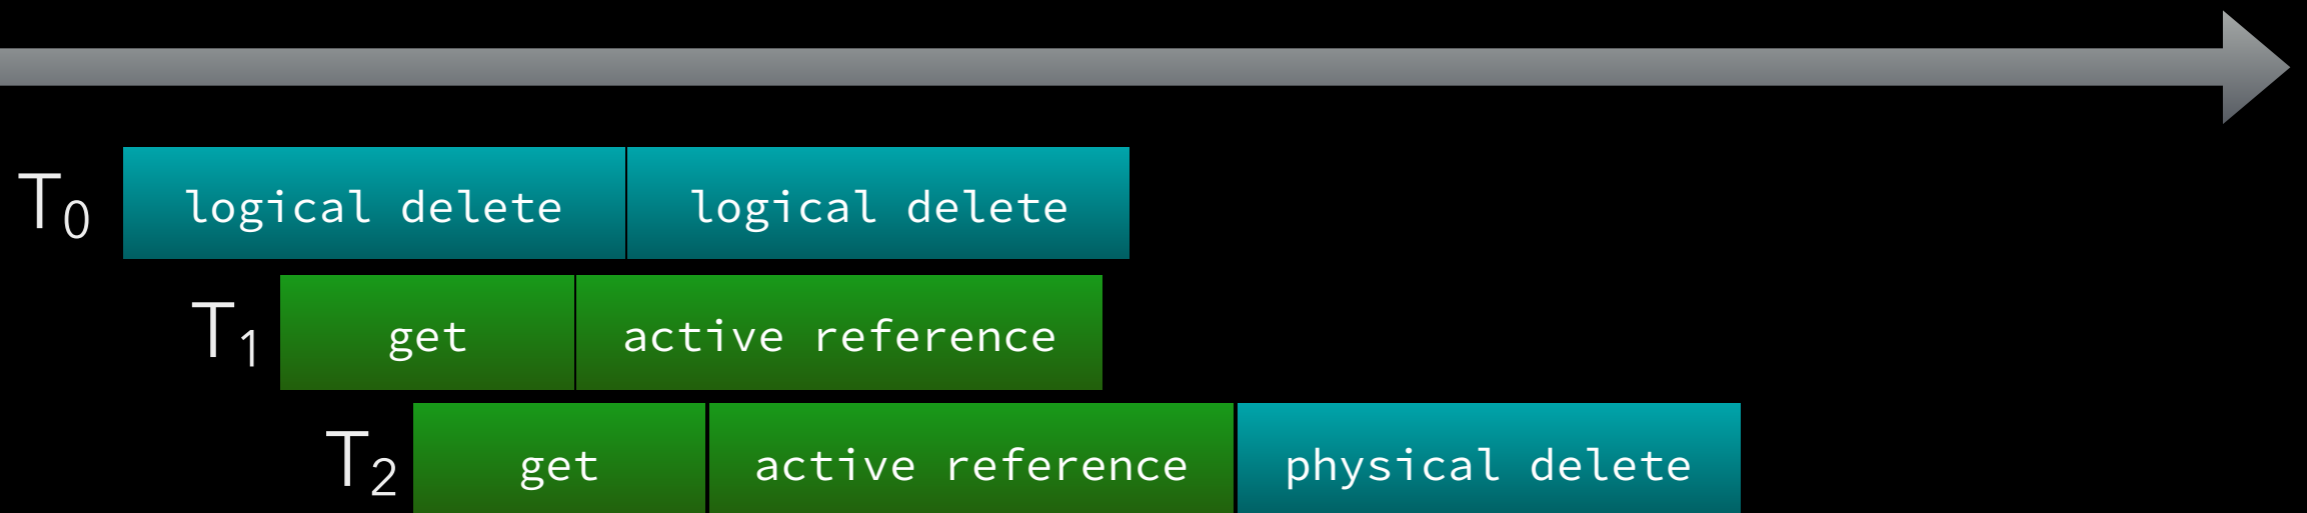 T0 logical delete logical delete
T1 get active reference
T2 get active reference physical delete